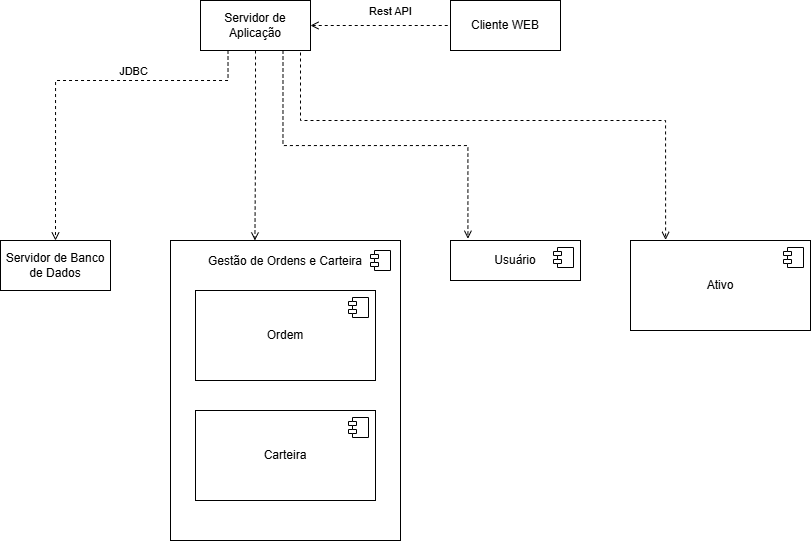 Servidor de
Aplicação
Rest API
Cliente WEB
JDBC
Servidor de Banco
de Dados
Gestão de Ordens e Carteira
Usuário
Ativo
Ordem
Carteira